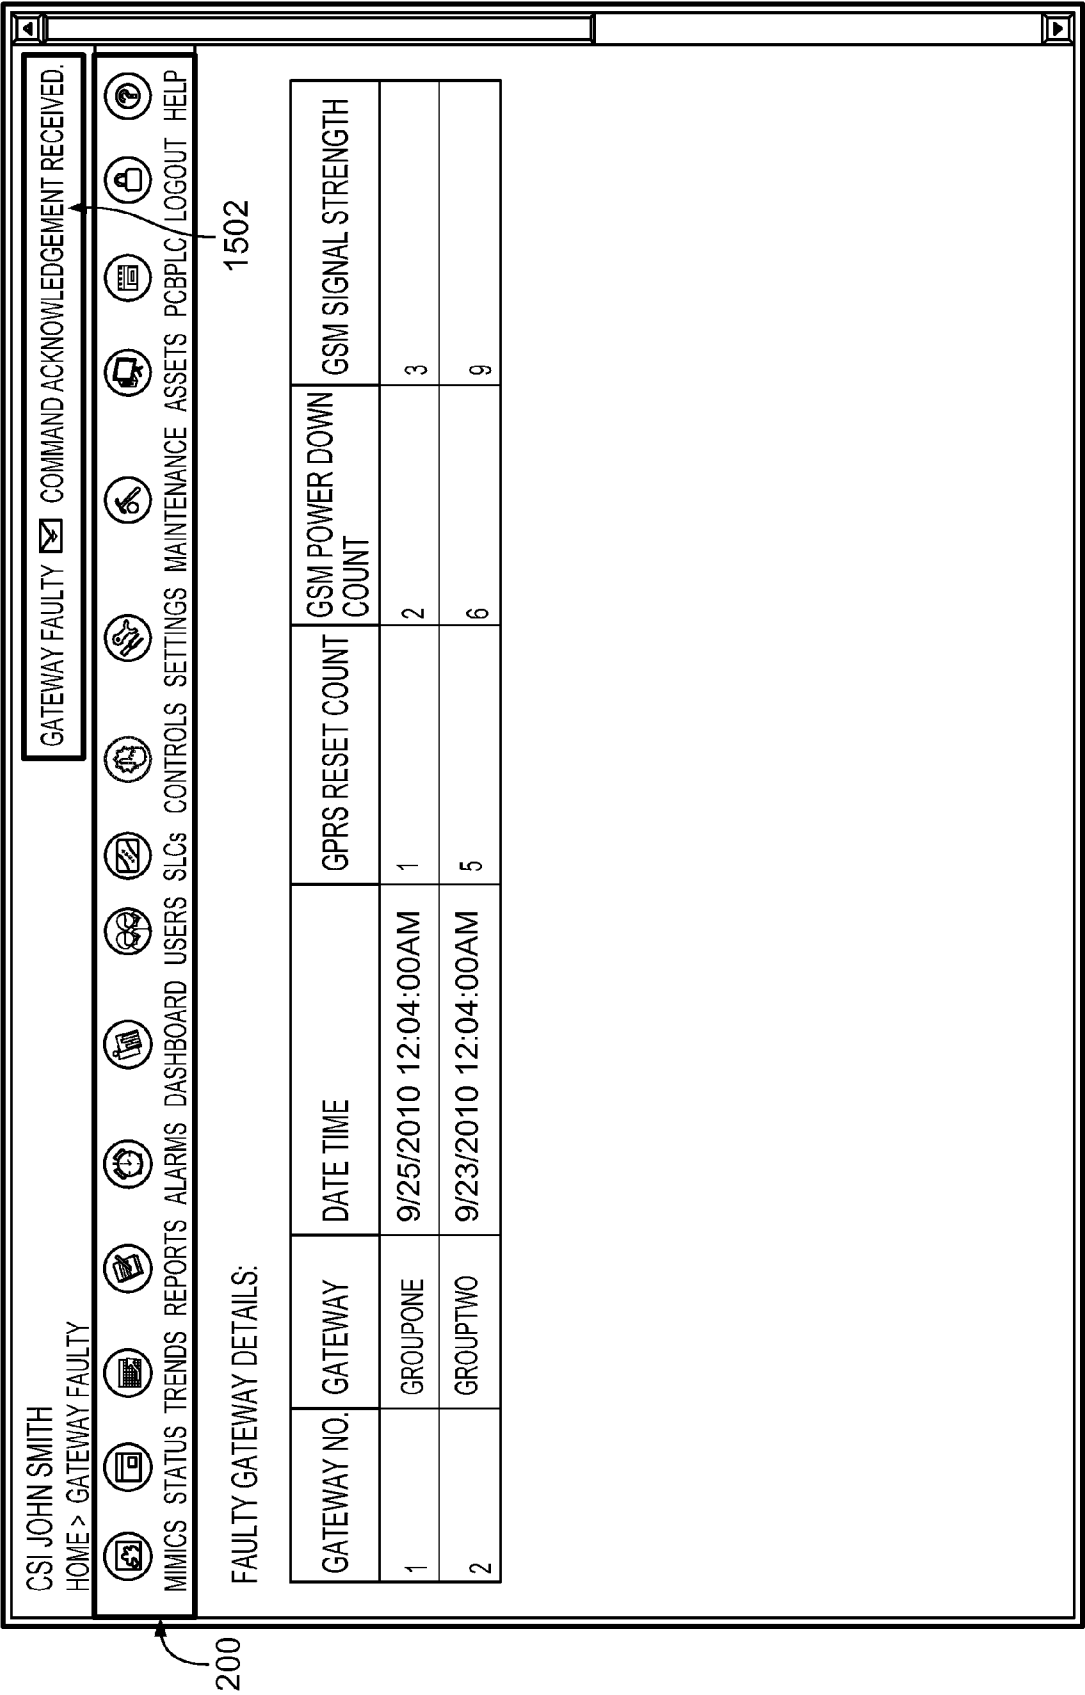 CSI JOHN SMITH
HOME > GATEWAY FAULTY
GATEWAY FAULTY COMMAND ACKNOWLEDGEMENT RECEIVED.
MIMICS STATUS TRENDS REPORTS ALARMS DASHBOARD USERS SLCs CONTROLS SETTINGS MAINTENANCE ASSETS PCBPLC LOGOUT HELP
200
1502
FAULTY GATEWAY DETAILS:
GATEWAY NO. GATEWAY DATE TIME GPRS RESET COUNT GSM POWER DOWN COUNT GSM SIGNAL STRENGTH
1 GROUPONE 9/25/2010 12:04:00AM 1 2 3
2 GROUPTWO 9/23/2010 12:04:00AM 5 6 9